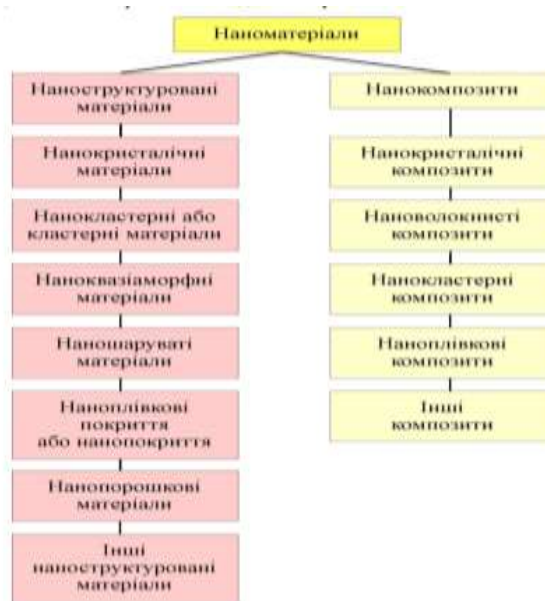 Наноматеріали
Наноструктуровані
матеріали
Нанокристалічні
матеріали
Нанокластерні або
кластерні матеріали
Наноквазіаморфні
матеріали
Наношаруваті
матеріали
Наноплівкові
покриття
або нанопокриття
Нанопорошкові
матеріали
Інші
наноструктуровані
матеріали
Нанокомпозити
Нанокристалічні
композити
Нановолокнисті
композити
Нанокластерні
композити
Наноплівкові
композити
Інші
композити